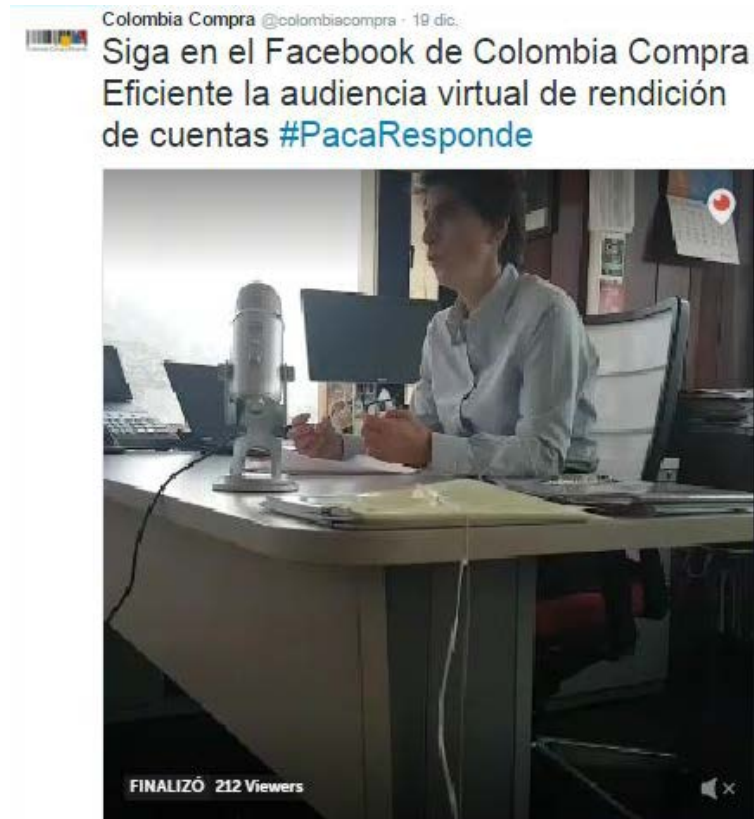 Colombia Compra @colombiacompra · 19 dic.
Siga en el Facebook de Colombia Compra
Eficiente la audiencia virtual de rendición
de cuentas #PacaResponde
FINALIZÓ 212 Viewers